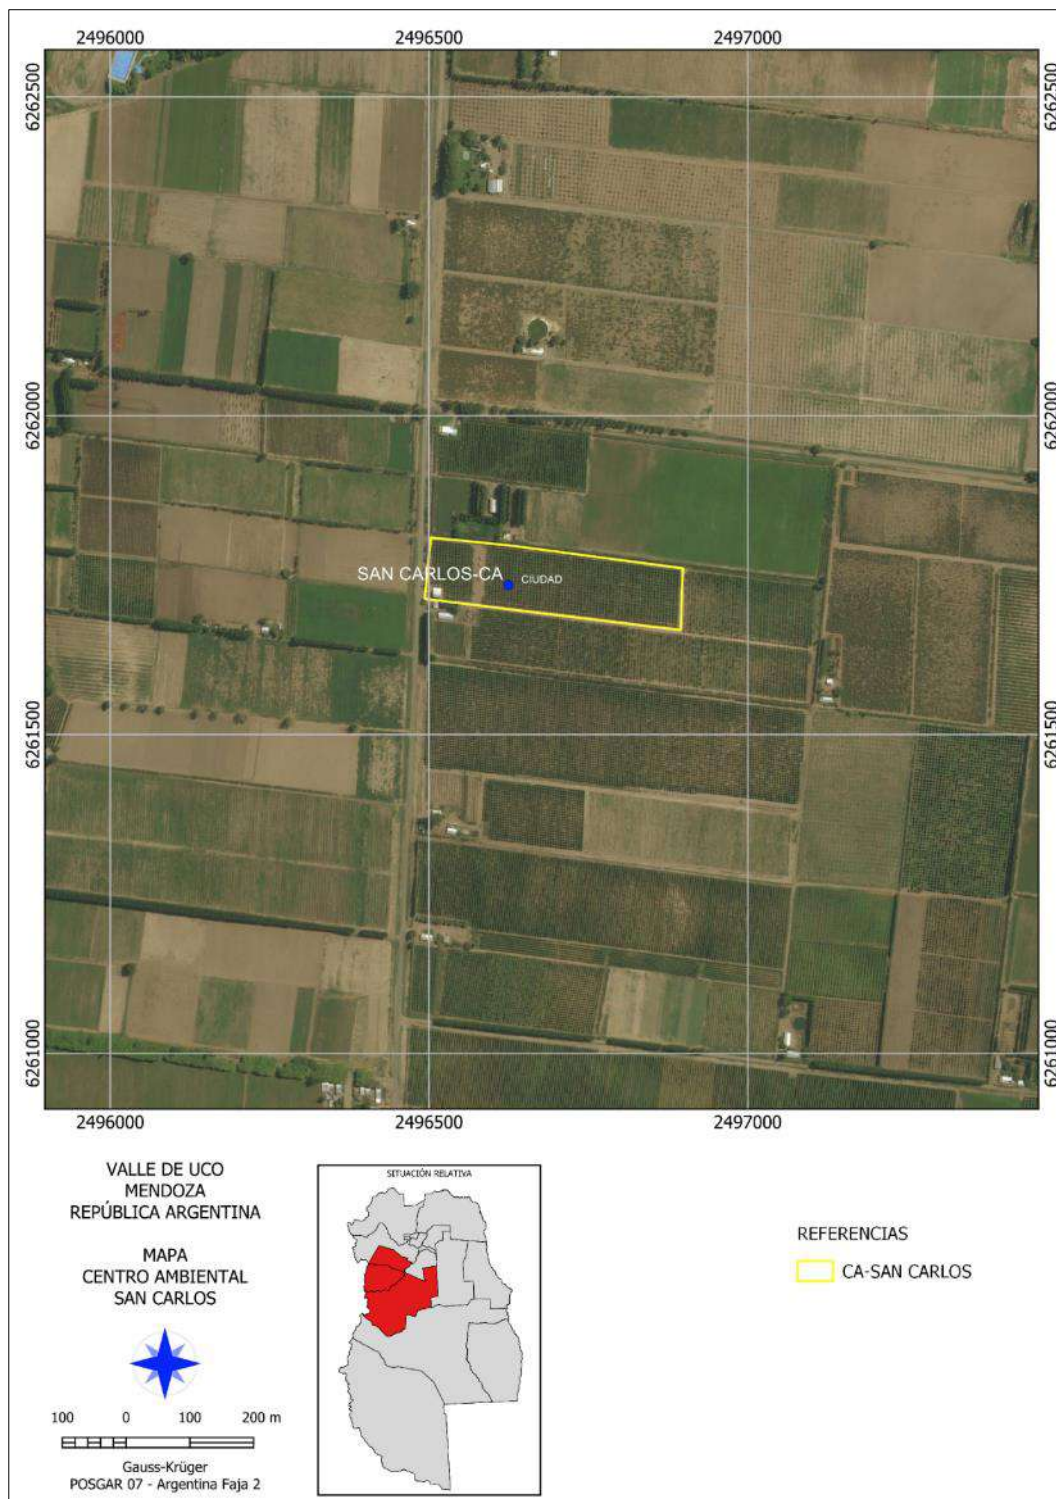 2496000 2496500 2497000
6262500 6262500
6262000 6262000
SAN CARLOS-CA CIUDAD
6261500 6261500
6261000 6261000
2496000 2496500 2497000
VALLE DE UCO
MENDOZA
REPÚBLICA ARGENTINA
MAPA
CENTRO AMBIENTAL
SAN CARLOS
100 0 100 200 m
Gauss-Krüger
POSGAR 07 - Argentina Faja 2
SITUACIÓN RELATIVA
REFERENCIAS
CA-SAN CARLOS